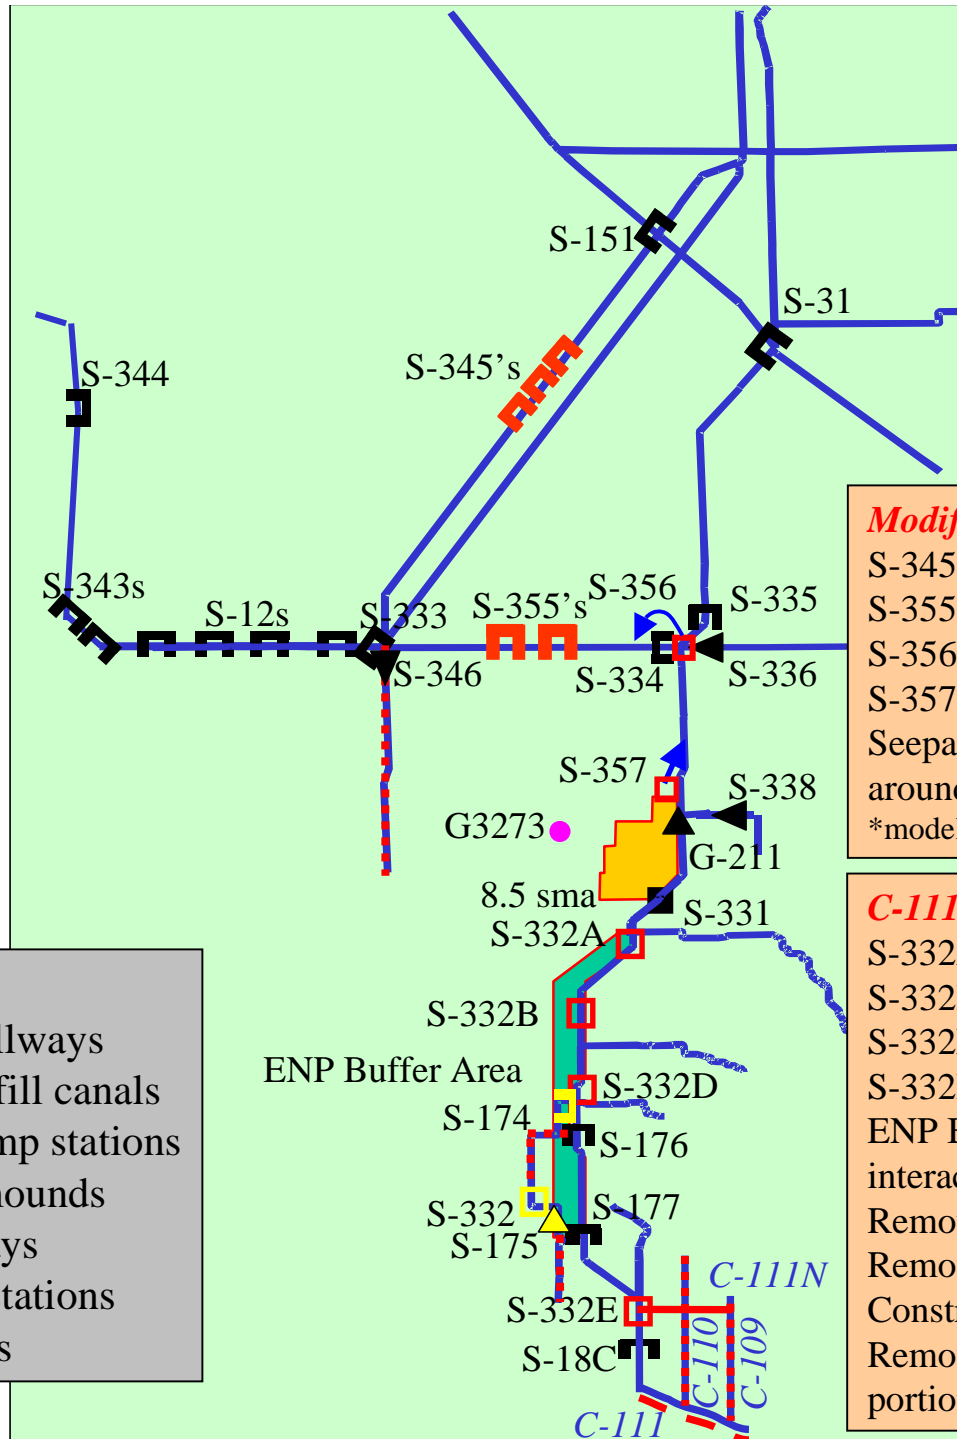 S-151
S-31
S-345's
S-344
S-343s
S-12s
S-333
S-355's
S-356
S-335
S-346
S-334
S-336
S-357
S-338
G3273
G-211
8.5 sma
S-331
S-332A
S-332B
ENP Buffer Area
S-332D
S-174
S-176
S-332
S-177
S-175
C-111N
S-332E
C-110
C-109
S-18C
C-111
Modif
S-345
S-355
S-356
S-357
Seepa
around
*model
C-111
S-332
S-332
S-332
S-332
ENP B
interac
Remo
Remo
Constr
Remo
portio
llways
fill canals
mp stations
ounds
ys
tations
s